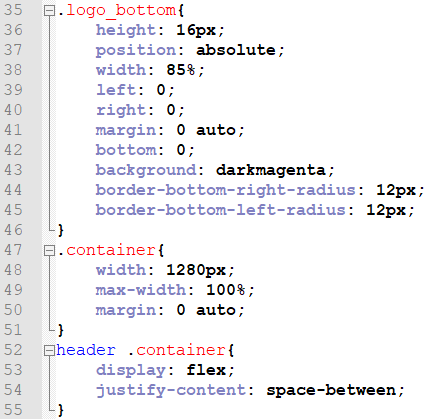 35 .logo_bottom{
36 height: 16px;
37 position: absolute;
38 width: 85%;
39 left: 0;
40 right: 0;
41 margin: 0 auto;
42 bottom: 0;
43 background: darkmagenta;
44 border-bottom-right-radius: 12px;
45 border-bottom-left-radius: 12px;
46 }
47 .container{
48 width: 1280px;
49 max-width: 100%;
50 margin: 0 auto;
51 }
52 header .container{
53 display: flex;
54 justify-content: space-between;
55 }